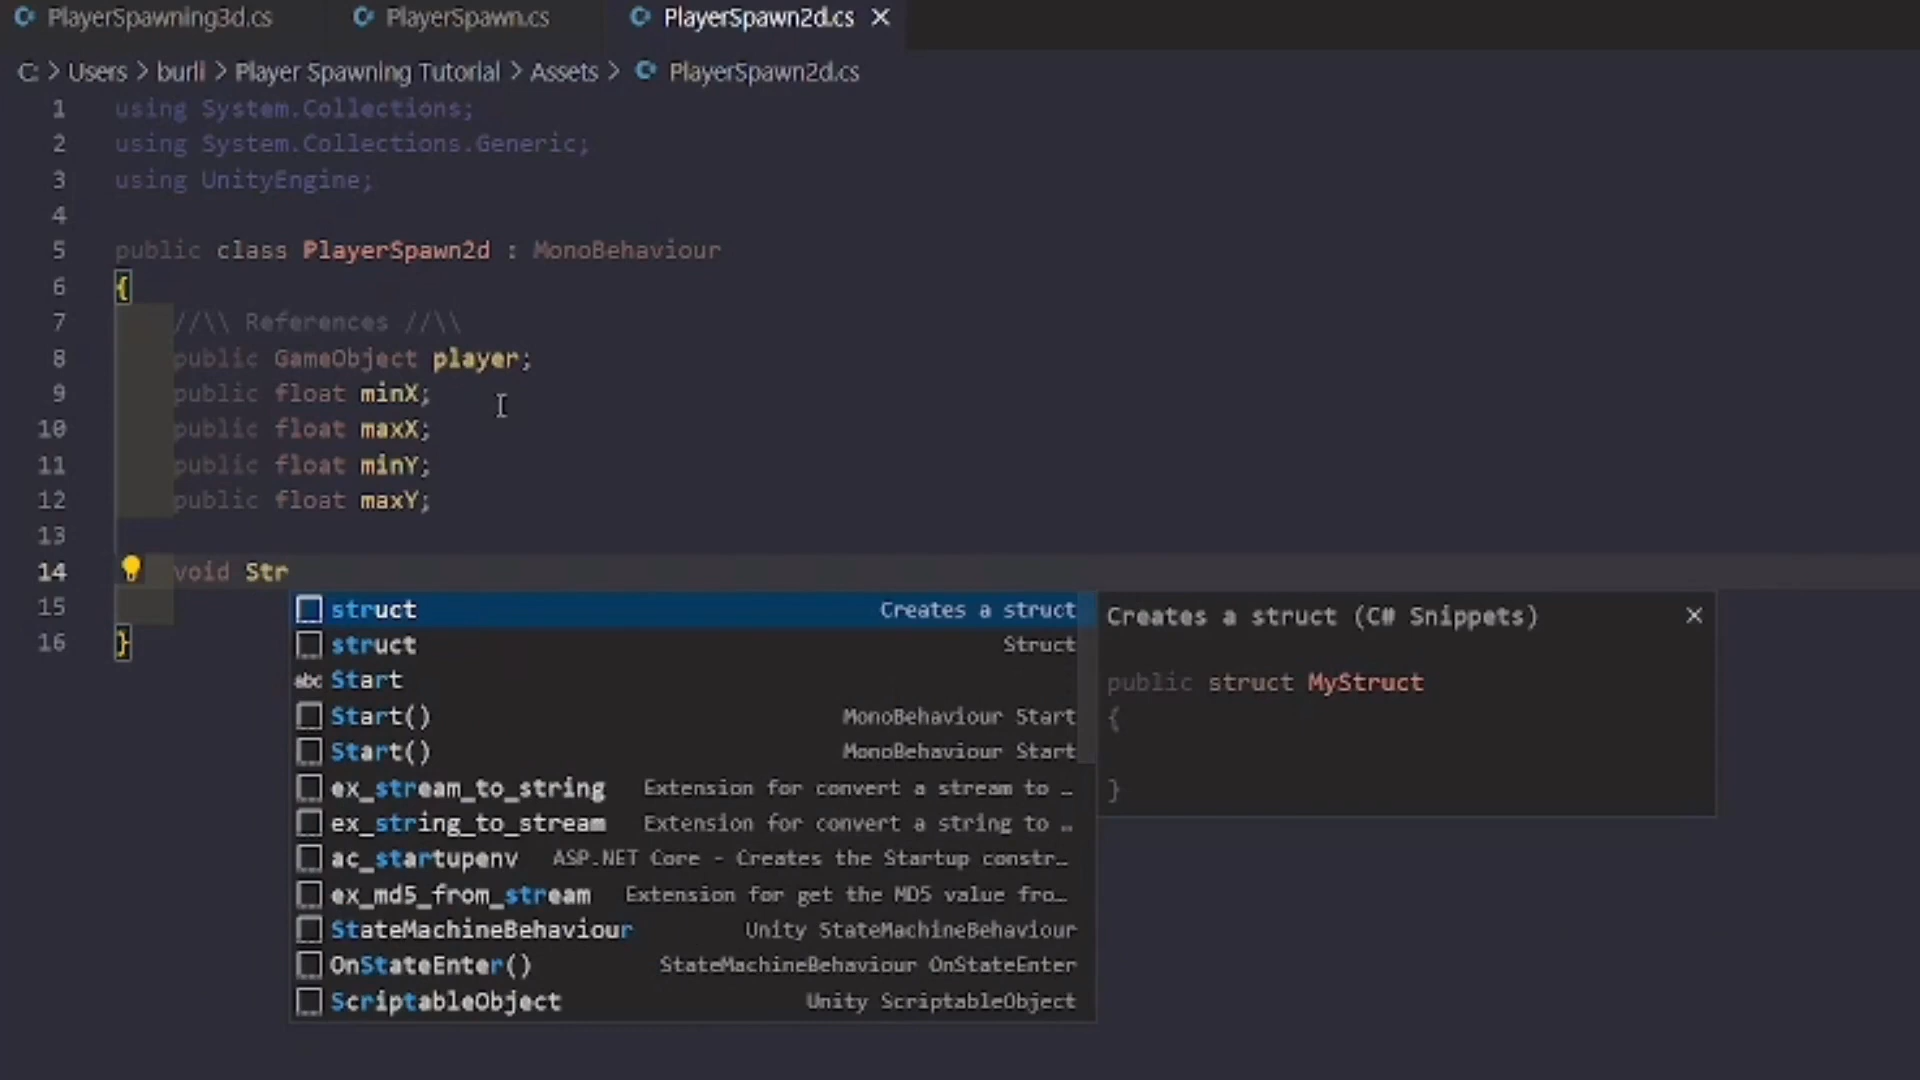 PlayerSpawning3d.cs PlayerSpawn.cs PlayerSpawn2d.cs
C: > Users > burli > Player Spawning Tutorial > Assets > PlayerSpawn2d.cs
1 using System.Collections;
2 using System.Collections.Generic;
3 using UnityEngine;
4
5 public class PlayerSpawn2d : MonoBehaviour
6 {
7 //\\ References //\\
8 public GameObject player;
9 public float minX;
10 public float maxX;
11 public float minY;
12 public float maxY;
13
14 void Str
15
16 }
struct Creates a struct
struct Struct
abc Start
Start() MonoBehaviour Start
Start() MonoBehaviour Start
ex_stream_to_string Extension for convert a stream to …
ex_string_to_stream Extension for convert a string to …
ac_startupenv ASP.NET Core - Creates the Startup constr…
ex_md5_from_stream Extension for get the MD5 value fro…
StateMachineBehaviour Unity StateMachineBehaviour
OnStateEnter() StateMachineBehaviour OnStateEnter
ScriptableObject Unity ScriptableObject
Creates a struct (C# Snippets)
public struct MyStruct
{
}